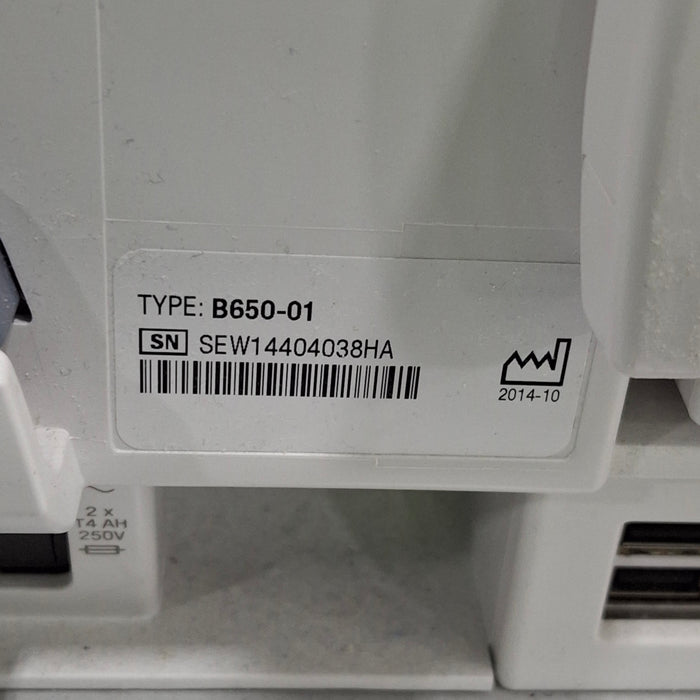 TYPE: B650-01
SN SEW14404038HA
2014-10
2 x
T4 AH
250V